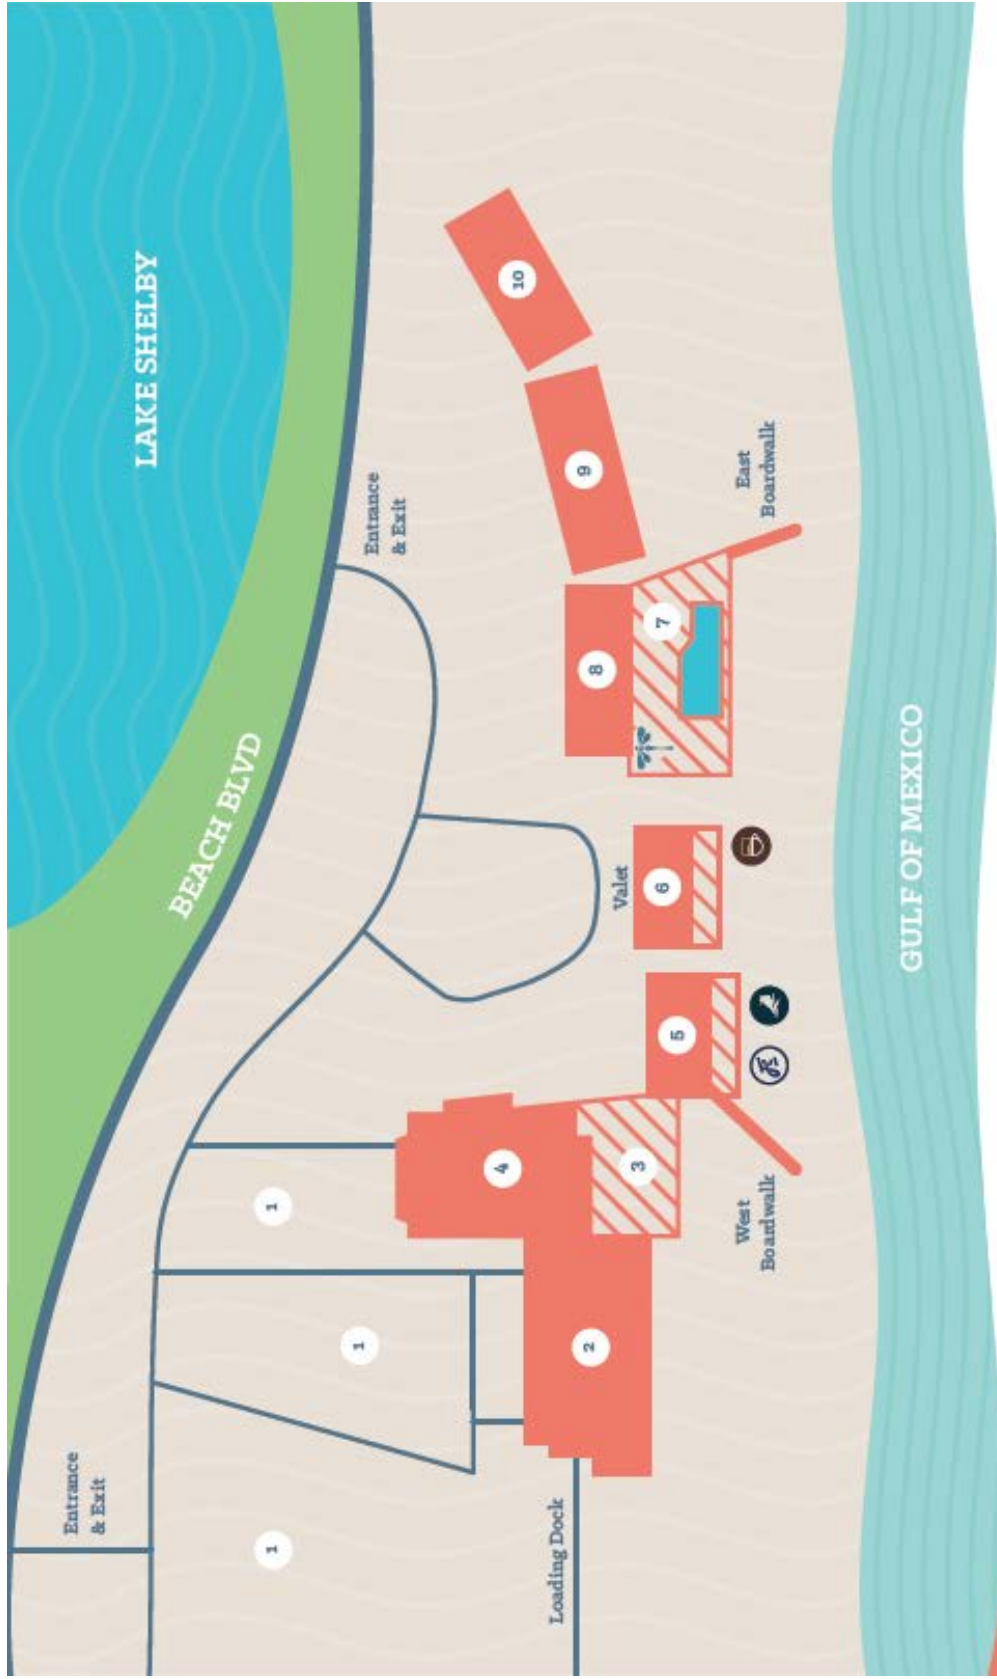 LAKE SHELBY
BEACH BLVD
Entrance
& Exit
Entrance
& Exit
1
1
1
Loading Dock
2
4
3
West
Boardwalk
5
Valet
6
8
7
9
10
East
Boardwalk
GULF OF MEXICO